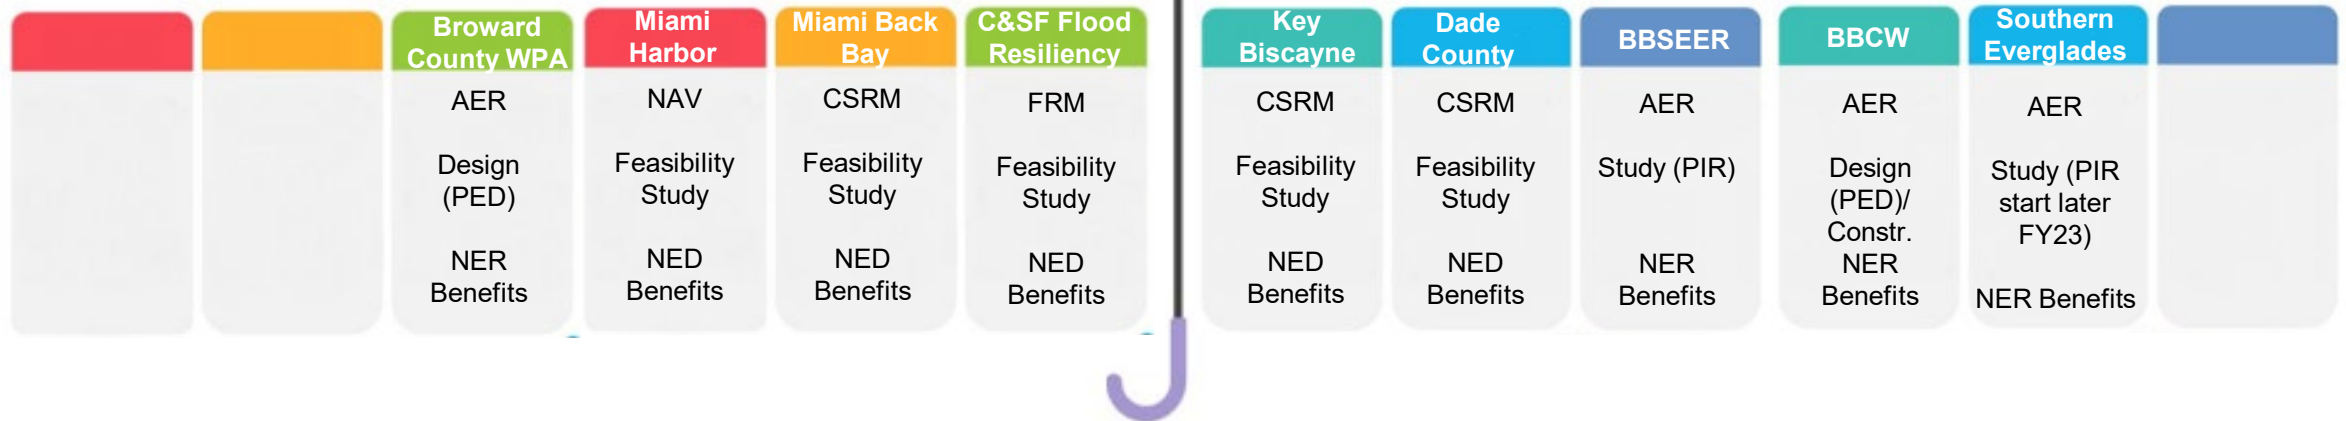 Broward
County WPA
AER
Design
(PED)
NER
Benefits
Miami
Harbor
NAV
Feasibility
Study
NED
Benefits
Miami Back
Bay
CSRM
Feasibility
Study
NED
Benefits
C&SF Flood
Resiliency
FRM
Feasibility
Study
NED
Benefits
Key
Biscayne
CSRM
Feasibility
Study
NED
Benefits
Dade
County
CSRM
Feasibility
Study
NED
Benefits
BBSEER
AER
Study (PIR)
NER
Benefits
BBCW
AER
Design
(PED)/
Constr.
NER
Benefits
Southern
Everglades
AER
Study (PIR
start later
FY23)
NER Benefits